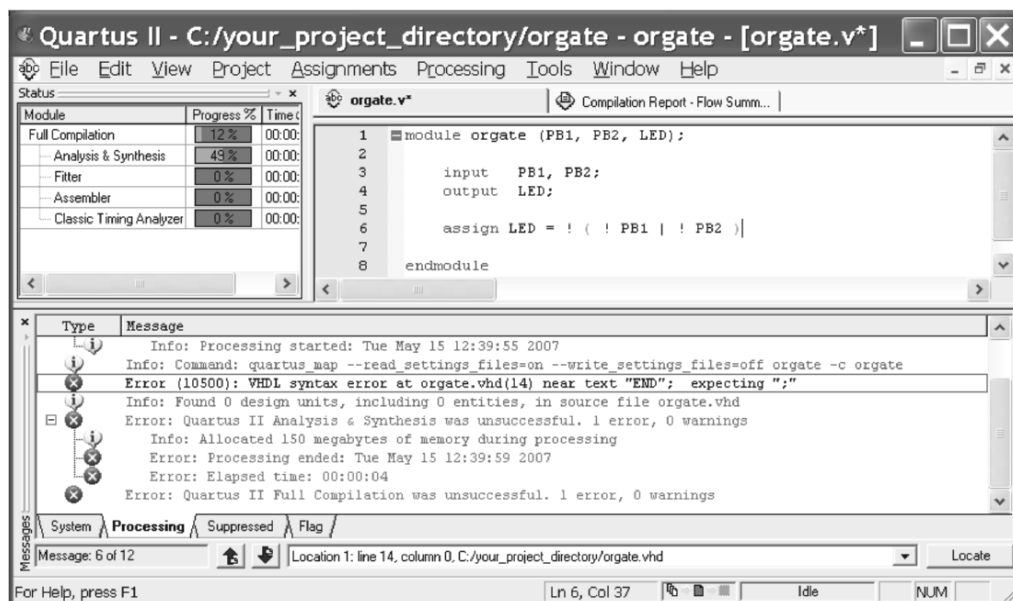 Quartus II - C:/your_project_directory/orgate - orgate - [orgate.v*]
File Edit View Project Assignments Processing Tools Window Help
Status
Module Progress % Time
Full Compilation 12 % 00:00:
Analysis & Synthesis 49 % 00:00:
Fitter 0 % 00:00:
Assembler 0 % 00:00:
Classic Timing Analyzer 0 % 00:00:
abc orgate.v*
Compilation Report - Flow Summ...
1 module orgate (PB1, PB2, LED);
2
3 input PB1, PB2;
4 output LED;
5
6 assign LED = ! ( ! PB1 | ! PB2 )
7
8 endmodule
Type Message
Info: Processing started: Tue May 15 12:39:55 2007
Info: Command: quartus_map --read_settings_files=on --write_settings_files=off orgate -c orgate
Error (10500): VHDL syntax error at orgate.vhd(14) near text "END"; expecting ";"
Info: Found 0 design units, including 0 entities, in source file orgate.vhd
Error: Quartus II Analysis & Synthesis was unsuccessful. 1 error, 0 warnings
Info: Allocated 150 megabytes of memory during processing
Error: Processing ended: Tue May 15 12:39:59 2007
Error: Elapsed time: 00:00:04
Error: Quartus II Full Compilation was unsuccessful. 1 error, 0 warnings
System Processing Suppressed Flag
Messages
Message: 6 of 12
Location 1: line 14, column 0, C:/your_project_directory/orgate.vhd
Locate
For Help, press F1
Ln 6, Col 37
Idle
NUM